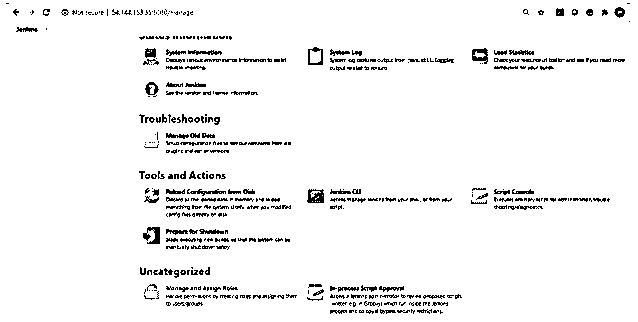 Not secure
/manage
Jenkins
System Information
Displays various environmental information to assist
trouble-shooting.
System Log
System log captures output from java.util.logging
output related to Jenkins.
Load Statistics
Check your resource utilization and see if you need more
computers for your builds.
About Jenkins
See the version and license information.
Troubleshooting
Manage Old Data
Scrub configuration files to remove remnants from old
plugins and earlier versions.
Tools and Actions
Reload Configuration from Disk
Discard all the loaded data in memory and reload
everything from file system. Useful when you modified
config files directly on disk.
Jenkins CLI
Access/manage Jenkins from your shell, or from your
script.
Script Console
Executes arbitrary script for administration/trouble-
shooting/diagnostics.
Prepare for Shutdown
Stops executing new builds, so that the system can be
eventually shut down safely.
Uncategorized
Manage and Assign Roles
Handle permissions by creating roles and assigning them
to users/groups
In-process Script Approval
Allows a Jenkins administrator to review proposed scripts
(written e.g. in Groovy) which run inside the Jenkins
process and so could bypass security restrictions.